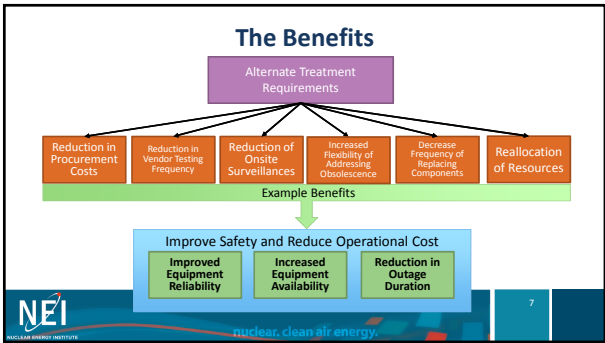 The Benefits
Alternate Treatment
Requirements
Reduction in
Procurement
Costs
Reduction in
Vendor Testing
Frequency
Reduction of
Onsite
Surveillances
Increased
Flexibility of
Addressing
Obsolescence
Decrease
Frequency of
Replacing
Components
Reallocation
of Resources
Example Benefits
Improve Safety and Reduce Operational Cost
Improved
Equipment
Reliability
Increased
Equipment
Availability
Reduction in
Outage
Duration
7
NEI
NUCLEAR ENERGY INSTITUTE
nuclear. clean air energy.